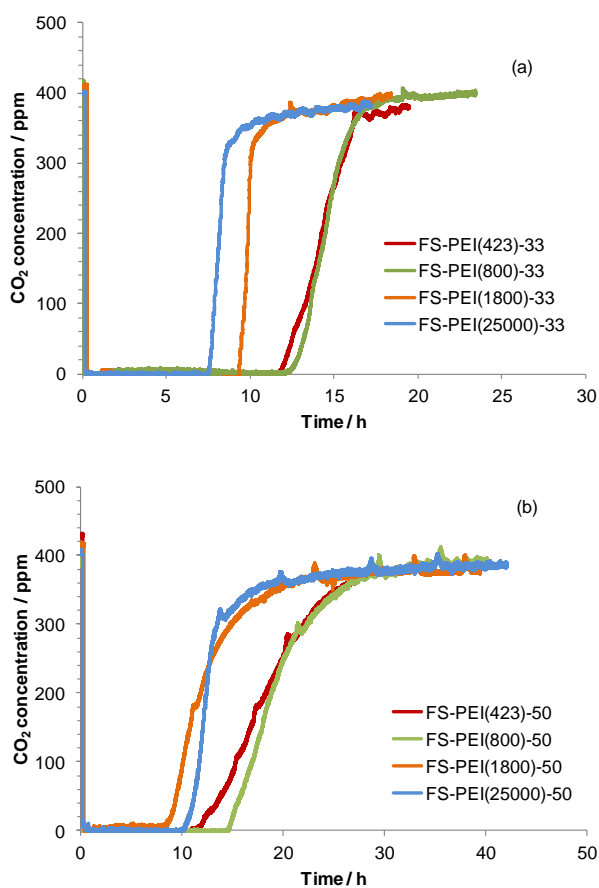 500
400
300
200
100
0
CO₂ concentration / ppm
(a)
FS-PEI(423)-33
FS-PEI(800)-33
FS-PEI(1800)-33
FS-PEI(25000)-33
0 5 10 15 20 25 30
Time / h
500
400
300
200
100
0
CO₂ concentration / ppm
(b)
FS-PEI(423)-50
FS-PEI(800)-50
FS-PEI(1800)-50
FS-PEI(25000)-50
0 10 20 30 40 50
Time / h